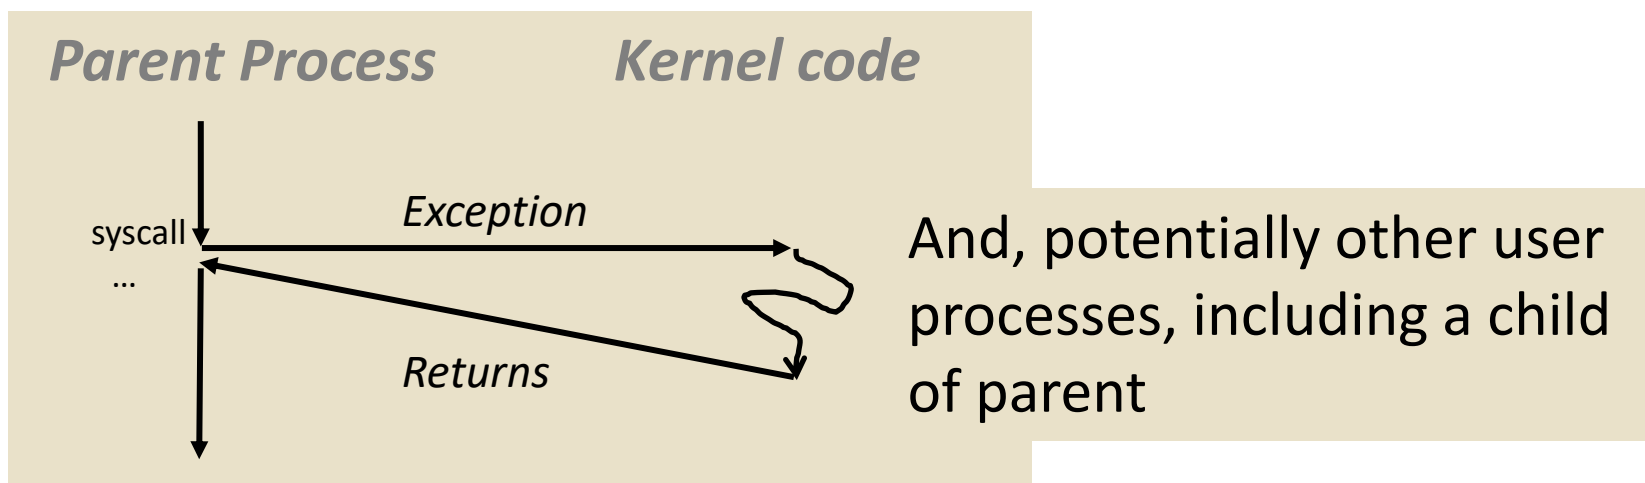 Parent Process Kernel code
Exception
syscall
...
Returns
And, potentially other user
processes, including a child
of parent